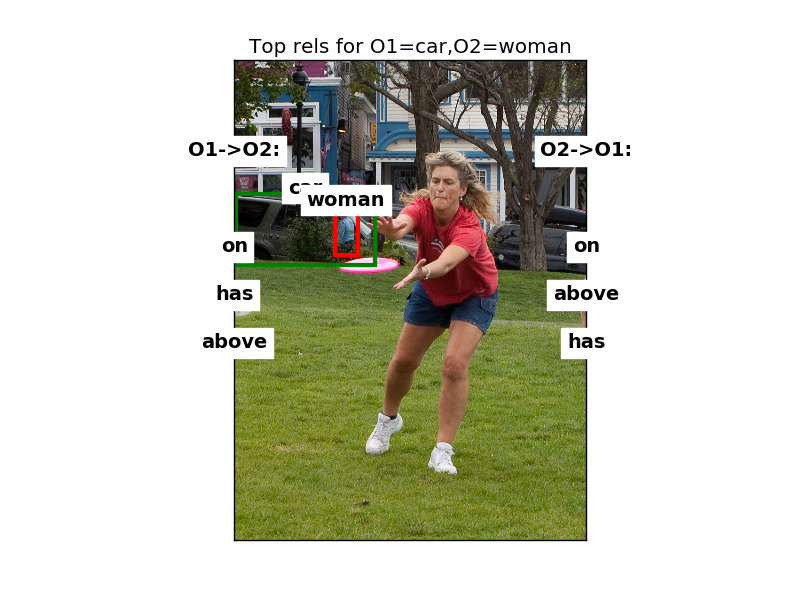 Top rels for O1=car,O2=woman
O1->O2:
O2->O1:
car
woman
on
on
has
above
above
has